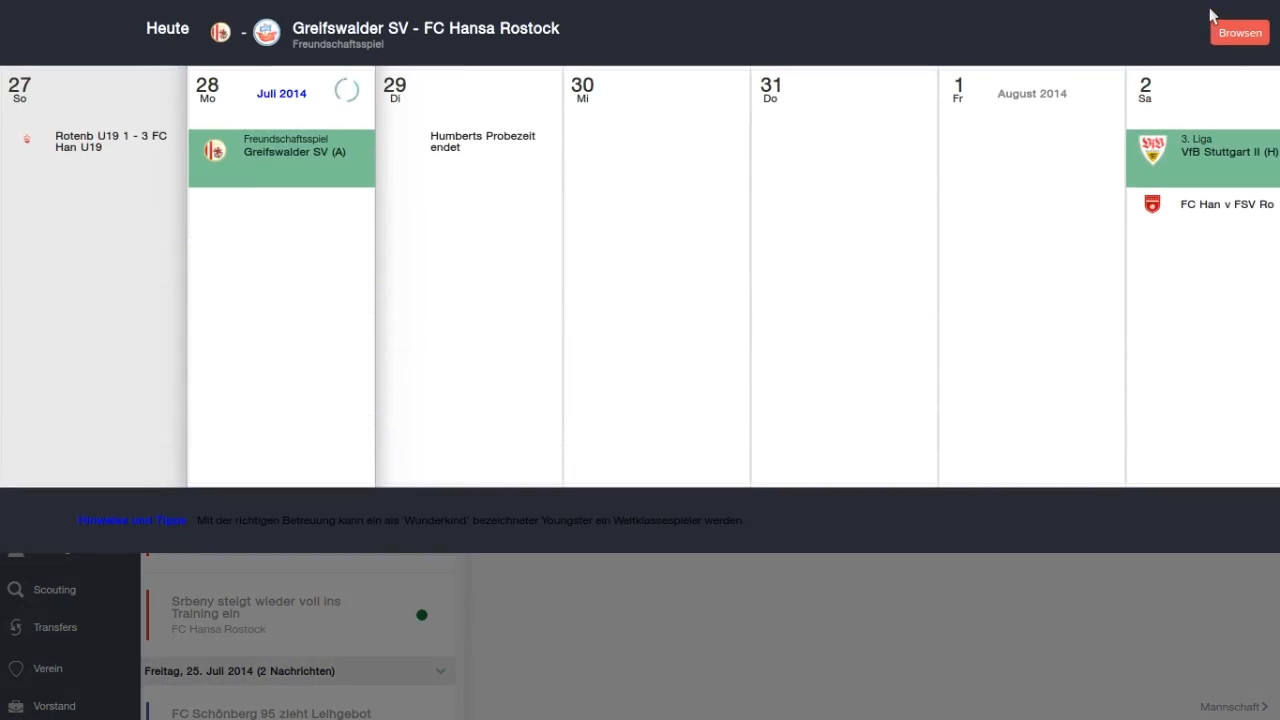 Heute
-
Greifswalder SV - FC Hansa Rostock
Freundschaftsspiel
Browsen
27
So
28
Mo
Juli 2014
29
Di
30
Mi
31
Do
1
Fr
August 2014
2
Sa
Rotenb U19 1 - 3 FC
Han U19
Freundschaftsspiel
Greifswalder SV (A)
Humberts Probezeit
endet
3. Liga
VfB Stuttgart II (H)
FC Han v FSV Ro
Hinweise und Tipps
Mit der richtigen Betreuung kann ein als 'Wunderkind' bezeichneter Youngster ein Weltklassespieler werden.
Scouting
Transfers
Verein
Vorstand
Srbeny steigt wieder voll ins
Training ein
FC Hansa Rostock
Freitag, 25. Juli 2014 (2 Nachrichten)
FC Schönberg 95 zieht Leihgebot
Mannschaft